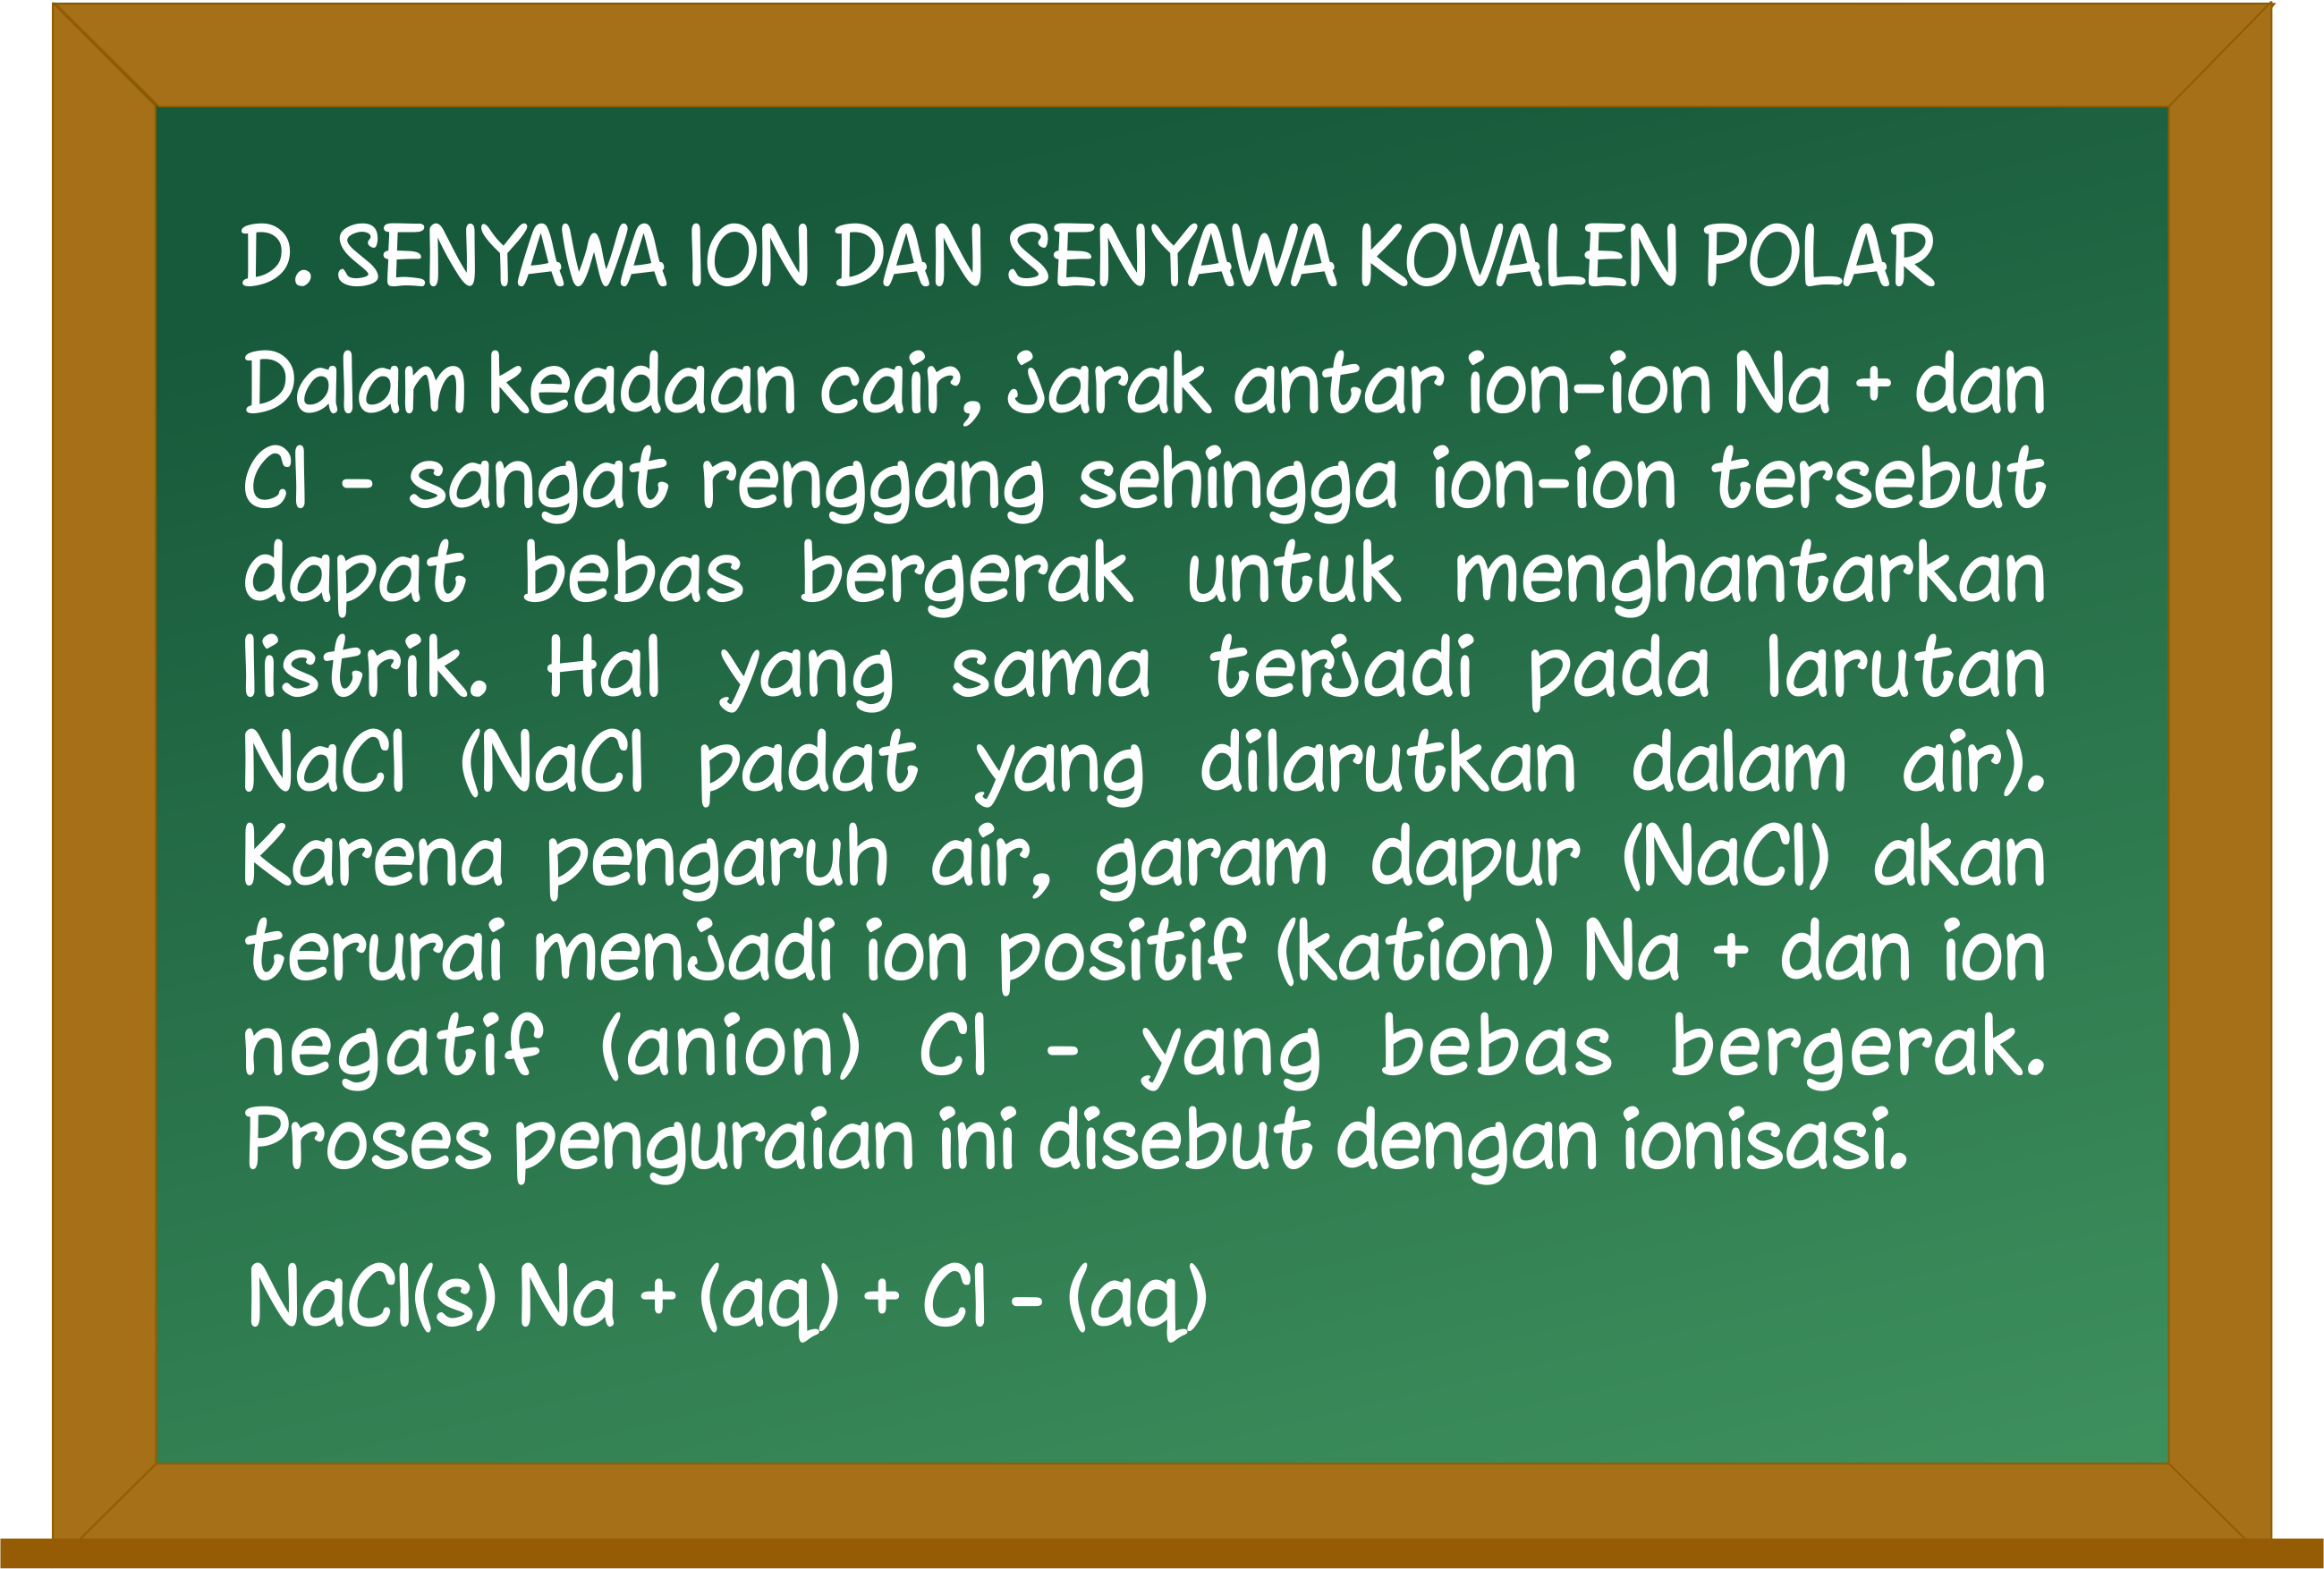 D. SENYAWA ION DAN SENYAWA KOVALEN POLAR
Dalam keadaan cair, jarak antar ion-ion Na + dan
Cl - sangat renggang sehingga ion-ion tersebut
dapat bebas bergerak untuk menghantarkan
listrik. Hal yang sama terjadi pada larutan
NaCl (NaCl padat yang dilarutkan dalam air).
Karena pengaruh air, garam dapur (NaCl) akan
terurai menjadi ion positif (kation) Na + dan ion
negatif (anion) Cl - yang bebas bergerak.
Proses penguraian ini disebut dengan ionisasi.
NaCl(s) Na + (aq) + Cl - (aq)